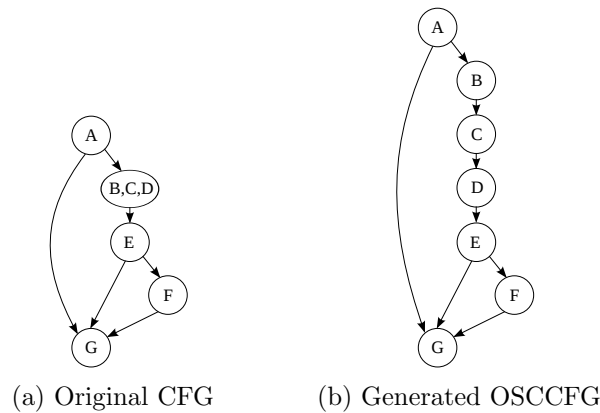 A
B
C
D
E
F
G
A
B,C,D
E
F
G
(a) Original CFG
(b) Generated OSCCFG